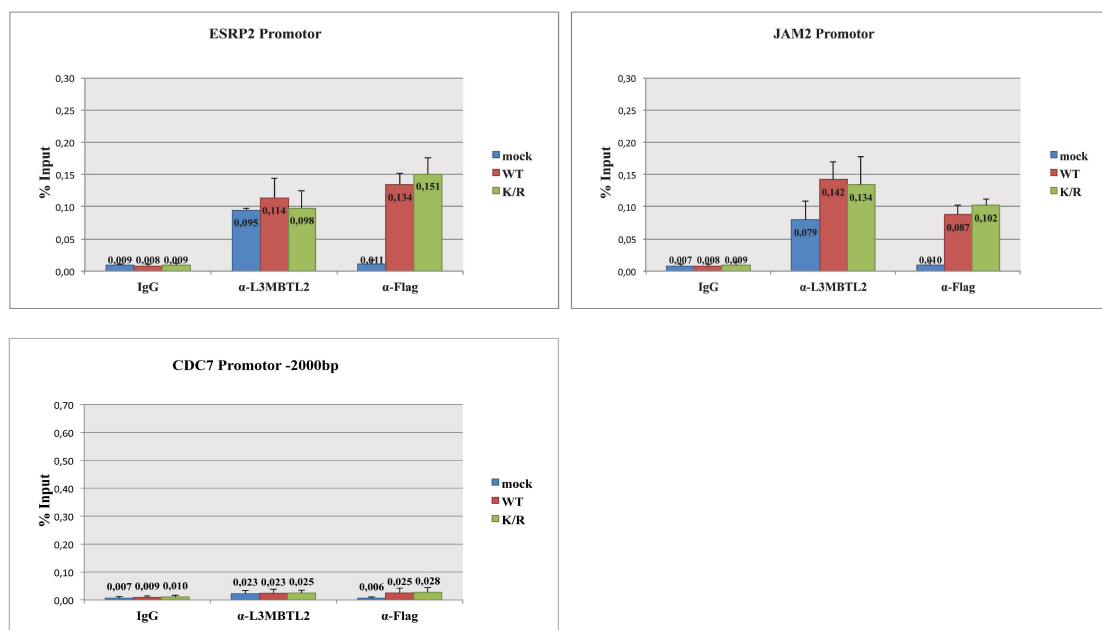 ESRP2 Promotor
% Input
0,30
0,25
0,20
0,15
0,10
0,05
0,00
0,009 0,008 0,009
0,095
0,114
0,098
0,011
0,134
0,151
IgG
α-L3MBTL2
α-Flag
mock
WT
K/R
JAM2 Promotor
% Input
0,30
0,25
0,20
0,15
0,10
0,05
0,00
0,007 0,008 0,009
0,079
0,142
0,134
0,010
0,087
0,102
IgG
α-L3MBTL2
α-Flag
mock
WT
K/R
CDC7 Promotor -2000bp
% Input
0,70
0,60
0,50
0,40
0,30
0,20
0,10
0,00
0,007 0,009 0,010
0,023 0,023 0,025
0,006 0,025 0,028
IgG
α-L3MBTL2
α-Flag
mock
WT
K/R